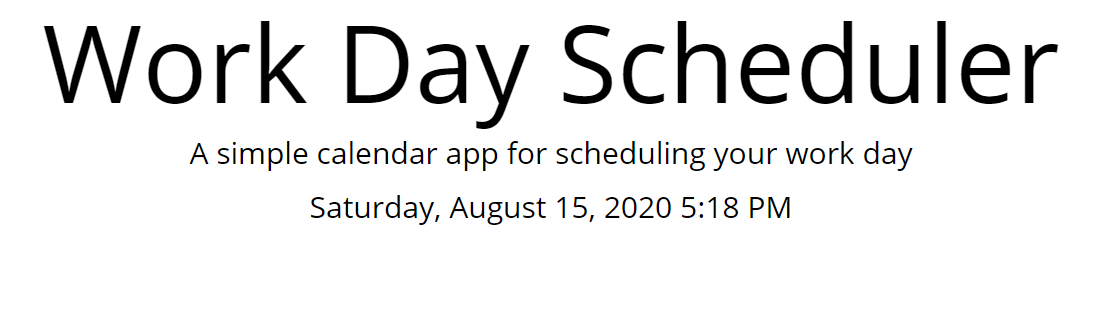 Work Day Scheduler
A simple calendar app for scheduling your work day
Saturday, August 15, 2020 5:18 PM